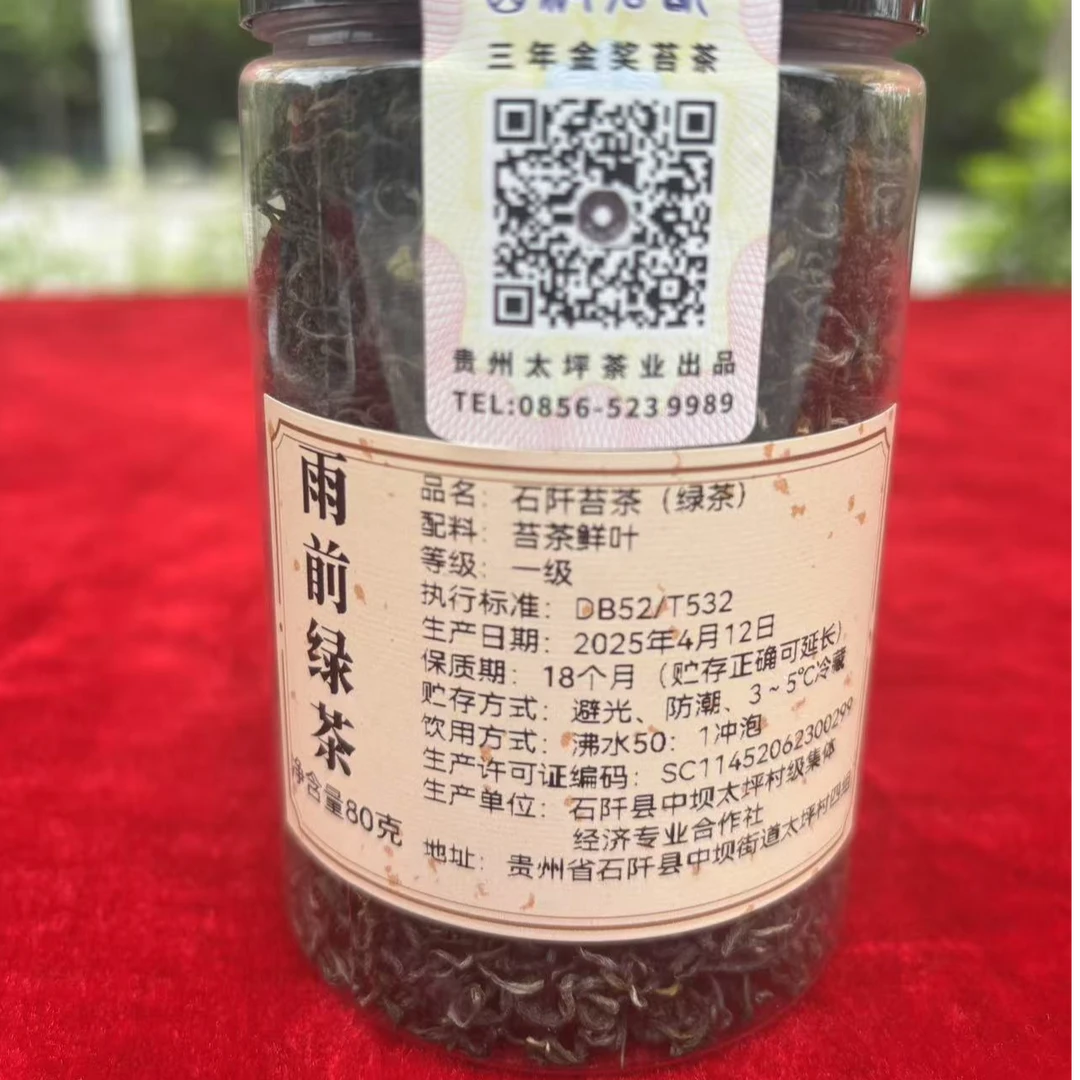 三年金奖苔茶
贵州太坪茶业出品
TEL:0856-5239989
雨前绿茶
净含量80克
品名：石阡苔茶（绿茶）
配料：苔茶鲜叶
等级：一级
执行标准：DB52/T532
生产日期：2025年4月12日
保质期：18个月（贮存正确可延长）
贮存方式：避光、防潮、3~5℃冷藏
饮用方式：沸水50：1冲泡
生产许可证编码：SC11452062300299
生产单位：石阡县中坝太坪村级集体
经济专业合作社
地址：贵州省石阡县中坝街道太坪村四组